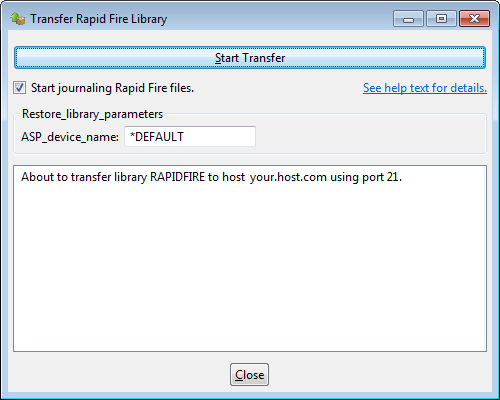 Transfer Rapid Fire Library
Start Transfer
Start journaling Rapid Fire files.
See help text for details.
Restore_library_parameters
ASP_device_name: *DEFAULT
About to transfer library RAPIDFIRE to host your.host.com using port 21.
Close